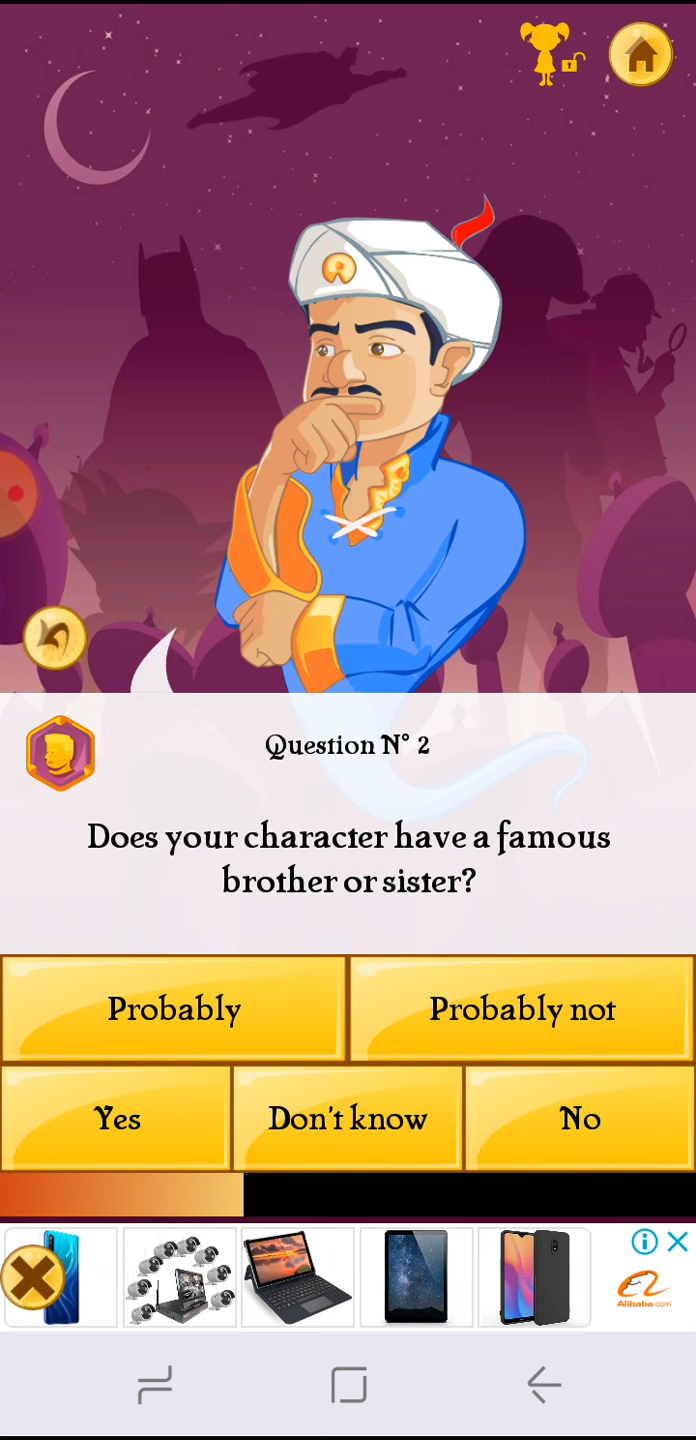 Question N° 2
Does your character have a famous
brother or sister?
Probably
Probably not
Yes
Don't know
No
Alibaba.com